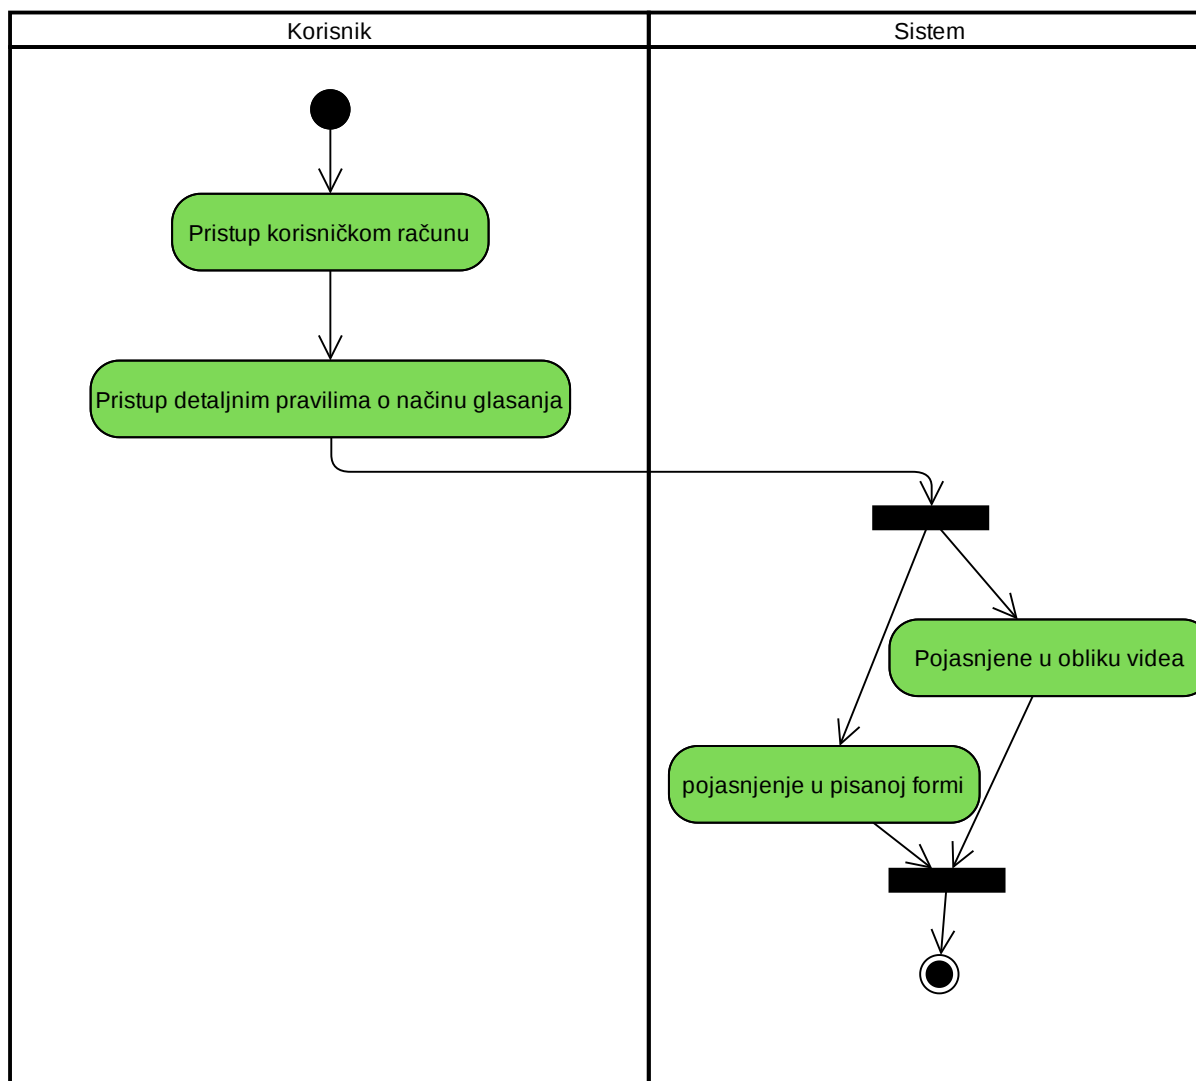 Korisnik
Sistem
Pristup korisničkom računu
Pristup detaljnim pravilima o načinu glasanja
Pojasnjene u obliku videa
pojasnjenje u pisanoj formi